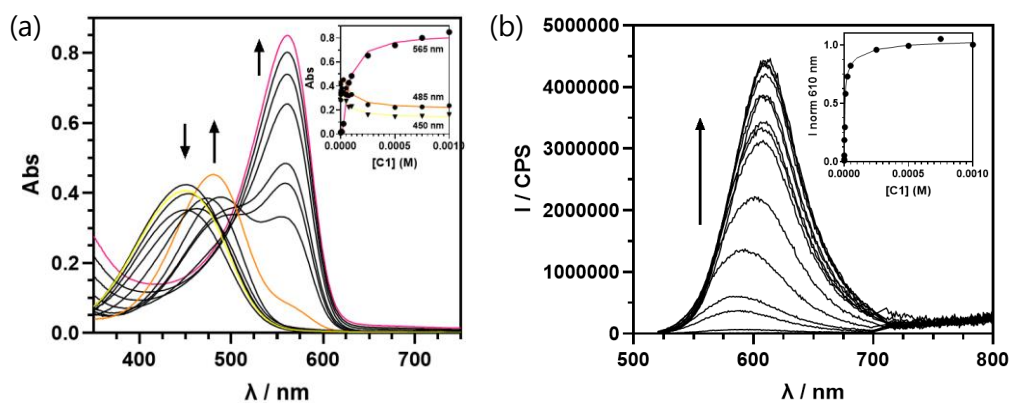 (a)
Abs
0.8
0.6
0.4
0.2
0.0
400
500
600
700
λ / nm
Abs
0.8
0.6
0.4
0.2
0.0
565 nm
485 nm
450 nm
0.0000
0.0005
0.0010
[C1] (M)
(b)
I / CPS
5000000
4000000
3000000
2000000
1000000
0
500
600
700
800
λ / nm
I norm 610 nm
1.0
0.5
0.0
0.0000
0.0005
0.0010
[C1] (M)